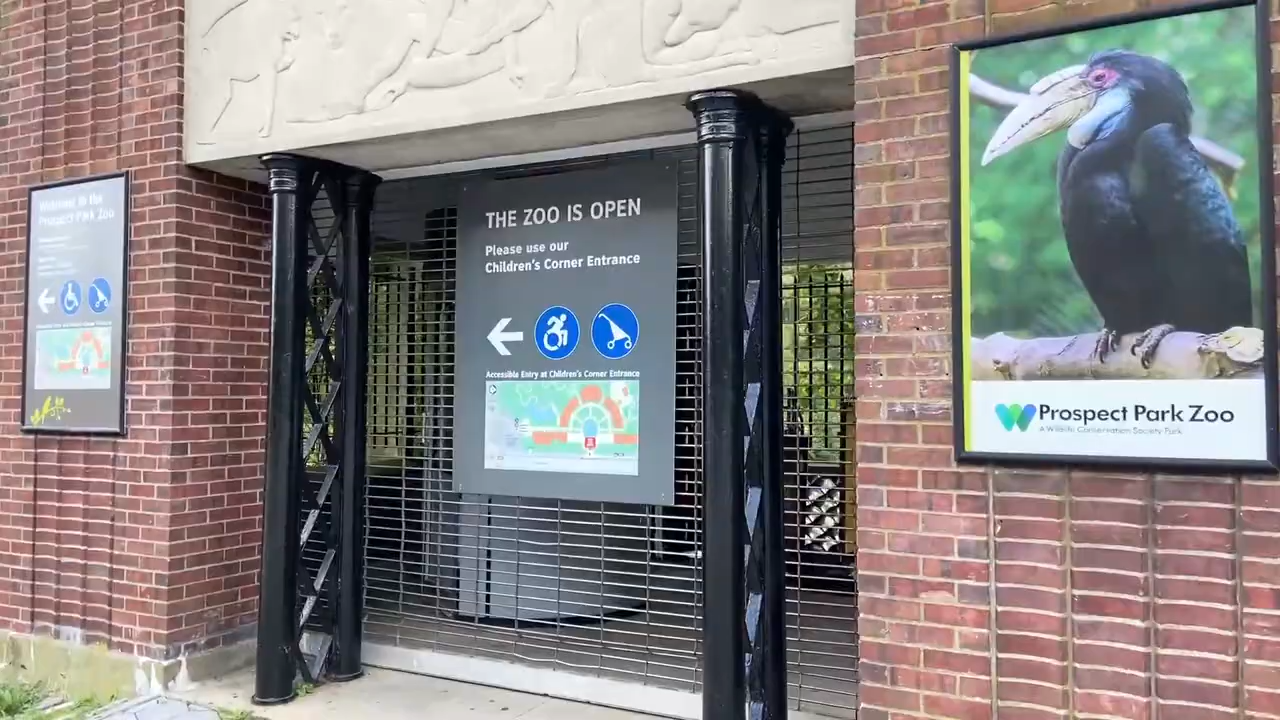 Welcome to the
Prospect Park Zoo
THE ZOO IS OPEN
Please use our
Children's Corner Entrance
Accessible Entry at Children's Corner Entrance
Prospect Park Zoo
A Wildlife Conservation Society Park